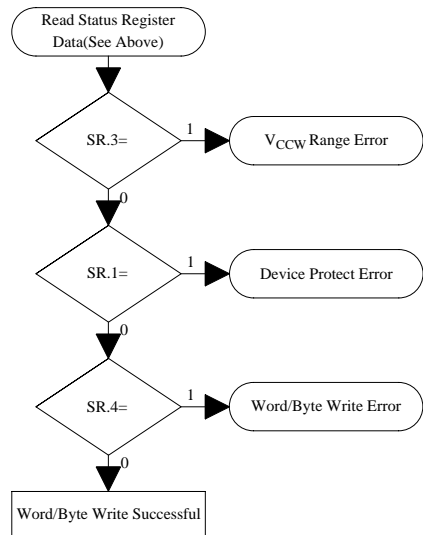 Read Status Register
Data(See Above)
SR.3=
1
VCCW Range Error
0
SR.1=
1
Device Protect Error
0
SR.4=
1
Word/Byte Write Error
0
Word/Byte Write Successful